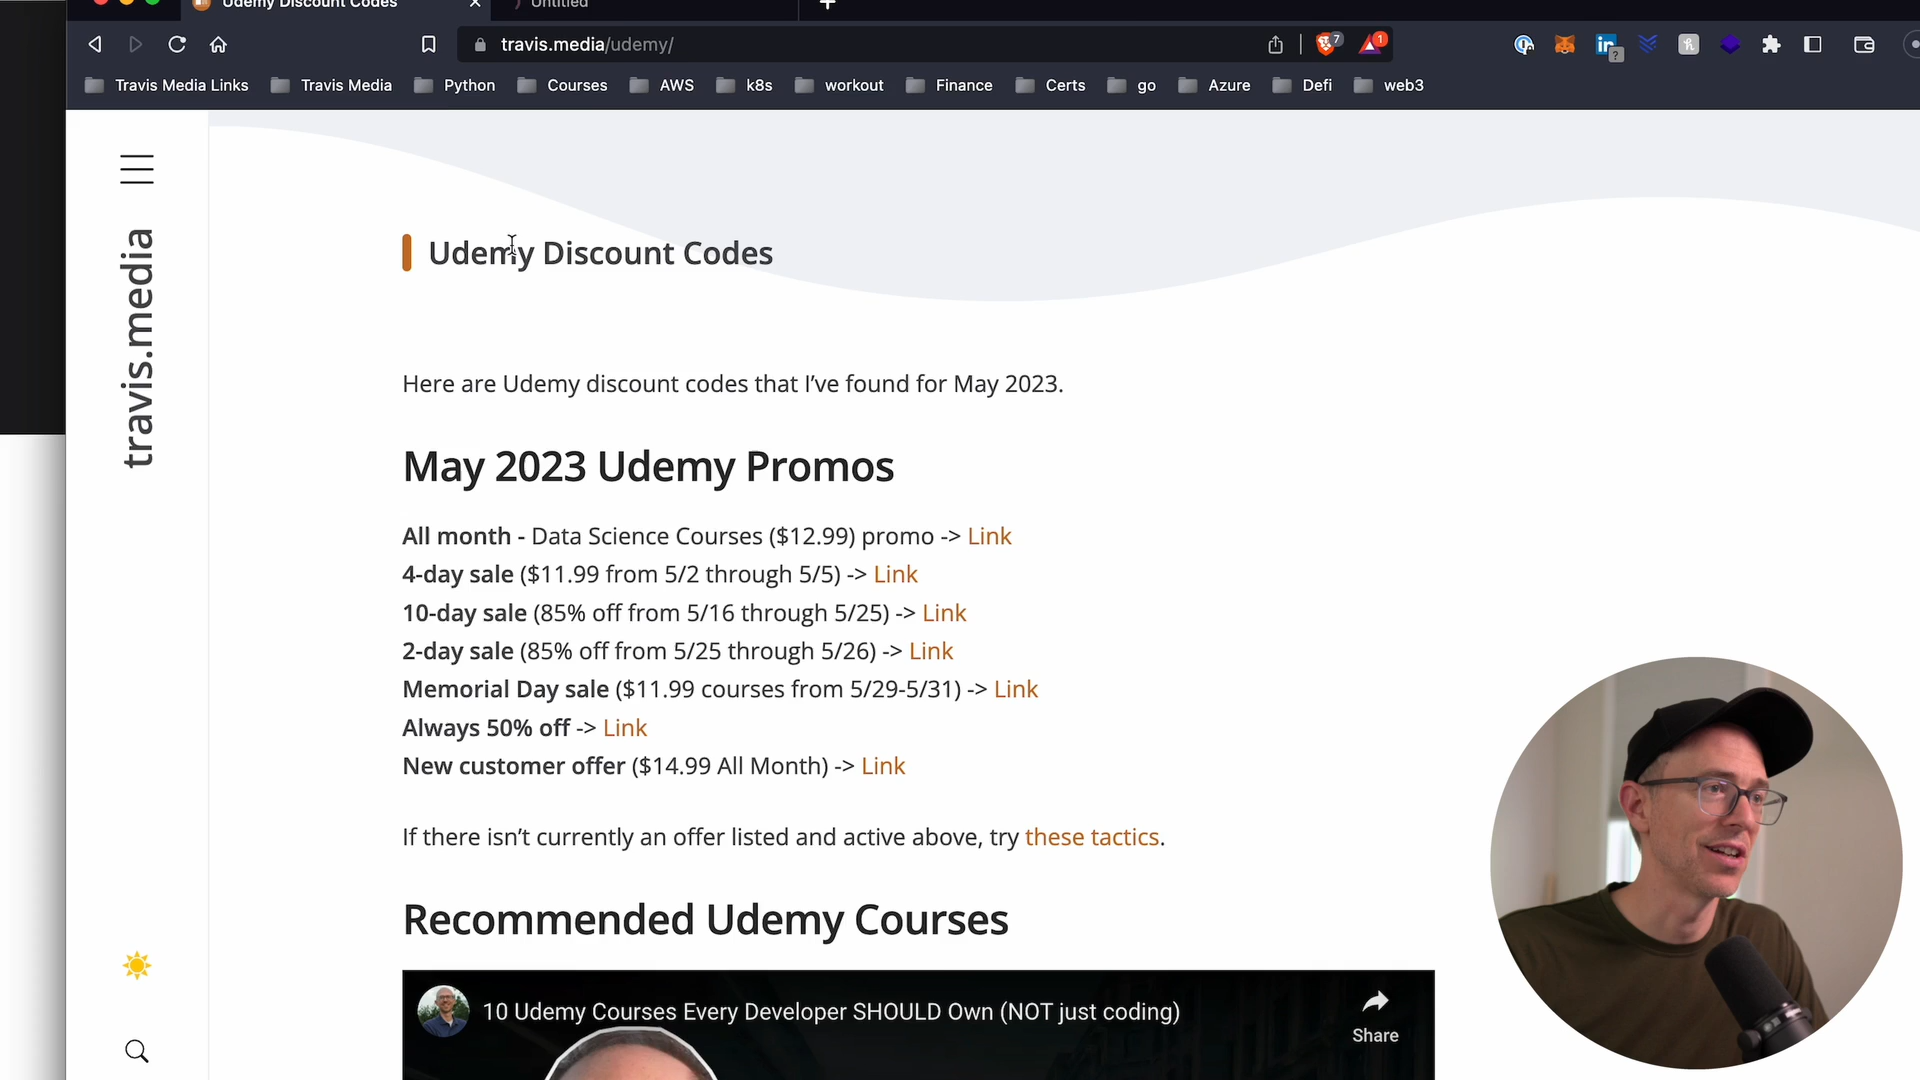 Udemy Discount Codes
Untitled
travis.media/udemy/
7
1
?
Travis Media Links
Travis Media
Python
Courses
AWS
k8s
workout
Finance
Certs
go
Azure
Defi
web3
travis.media
Udemy Discount Codes
Here are Udemy discount codes that I’ve found for May 2023.
May 2023 Udemy Promos
All month - Data Science Courses ($12.99) promo -> Link
4-day sale ($11.99 from 5/2 through 5/5) -> Link
10-day sale (85% off from 5/16 through 5/25) -> Link
2-day sale (85% off from 5/25 through 5/26) -> Link
Memorial Day sale ($11.99 courses from 5/29-5/31) -> Link
Always 50% off -> Link
New customer offer ($14.99 All Month) -> Link
If there isn’t currently an offer listed and active above, try these tactics.
Recommended Udemy Courses
10 Udemy Courses Every Developer SHOULD Own (NOT just coding)
Share